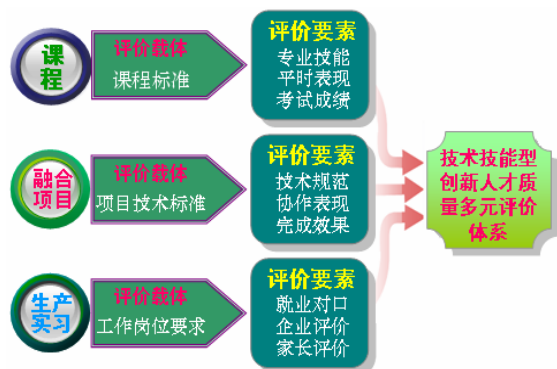 课
程
评价载体
课程标准
评价要素
专业技能
平时表现
考试成绩
融合
项目
评价载体
项目技术标准
评价要素
技术规范
协作表现
完成效果
生产
实习
评价载体
工作岗位要求
评价要素
就业对口
企业评价
家长评价
技术技能型
创新人才质
量多元评价
体系